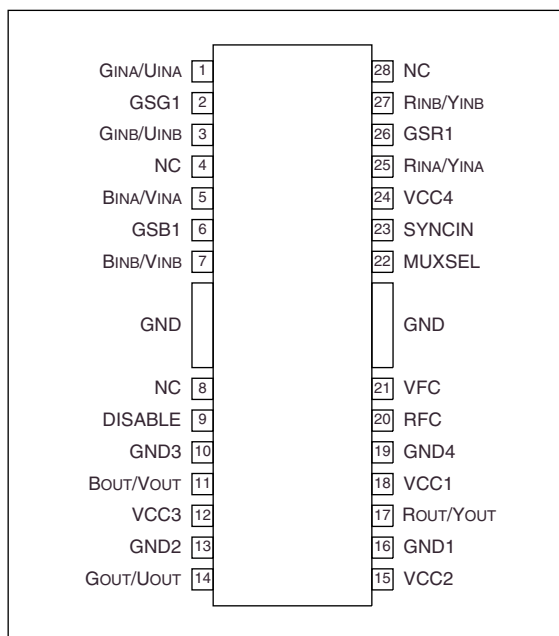 GINA/UINA 1 28 NC
GSG1 2 27 RINB/YINB
GINB/UINB 3 26 GSR1
NC 4 25 RINA/YINA
BINA/VINA 5 24 VCC4
GSB1 6 23 SYNCIN
BINB/VINB 7 22 MUXSEL
GND GND
NC 8 21 VFC
DISABLE 9 20 RFC
GND3 10 19 GND4
BOUT/VOUT 11 18 VCC1
VCC3 12 17 ROUT/YOUT
GND2 13 16 GND1
GOUT/UOUT 14 15 VCC2